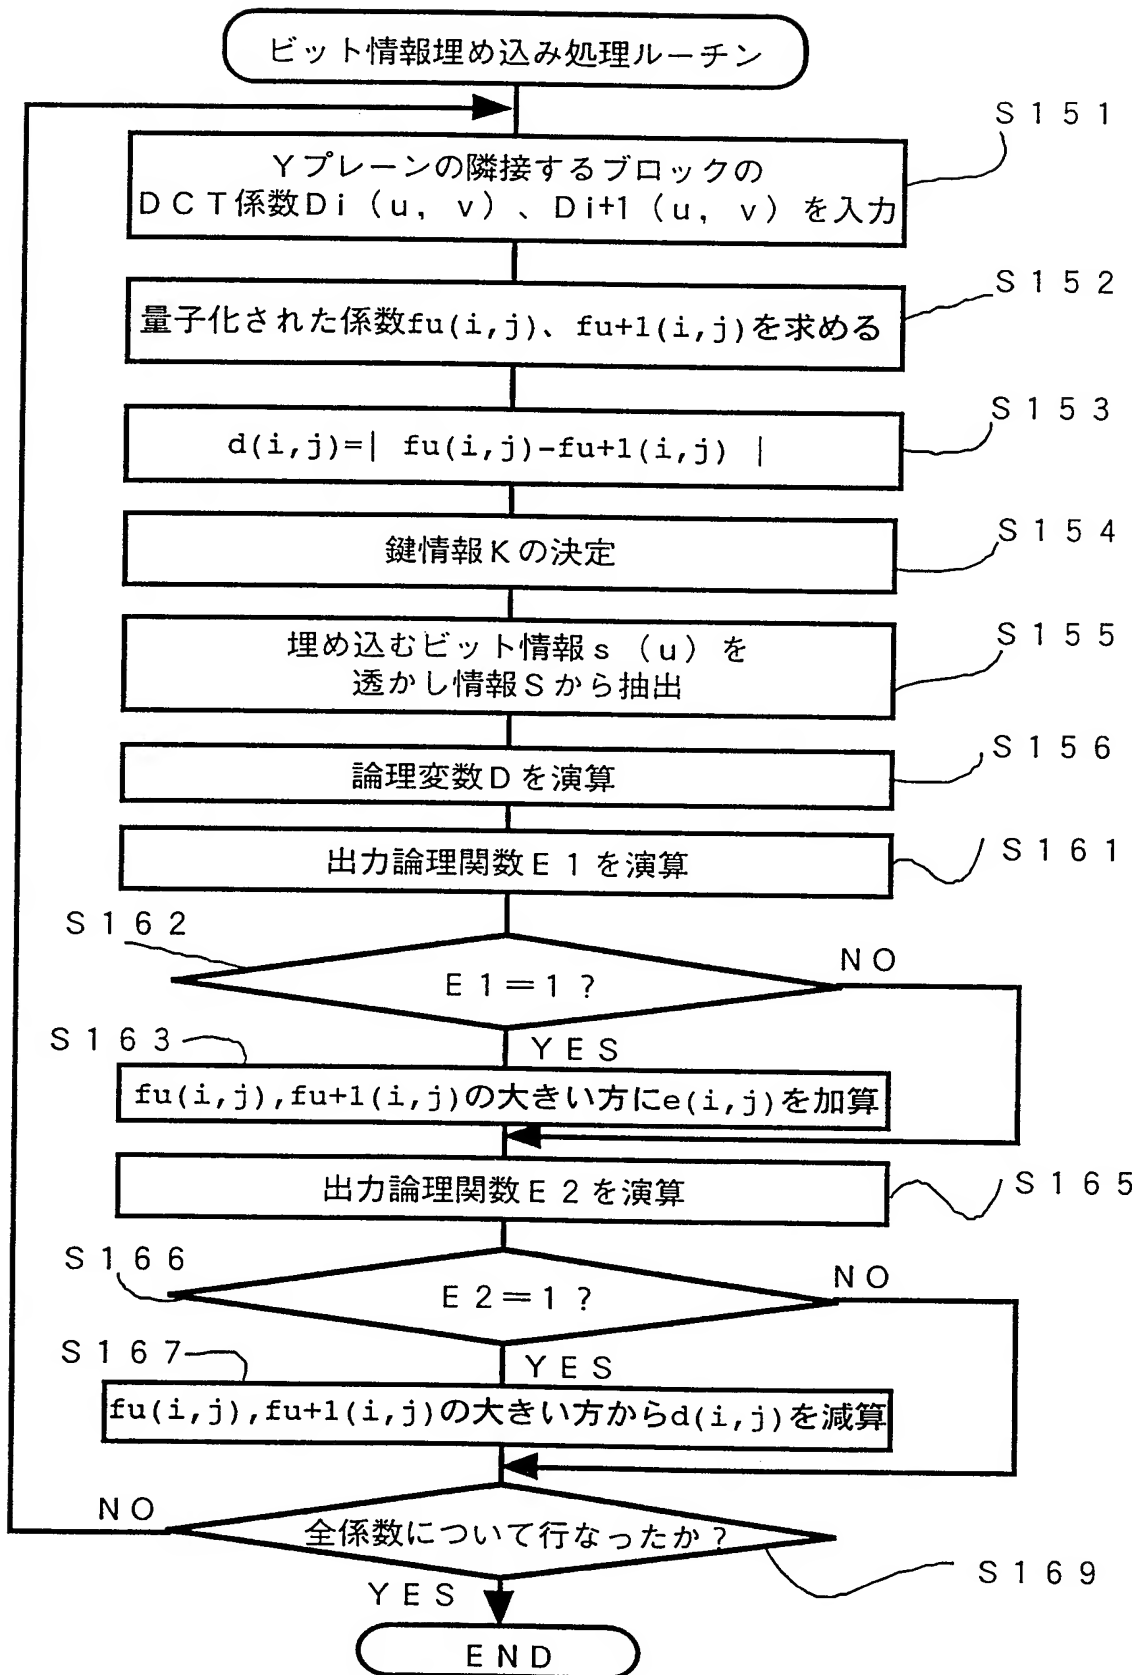 ビット情報埋め込み処理ルーチン
S151
Yプレーンの隣接するブロックの
DCT係数Di(u, v)、Di+1(u, v)を入力
S152
量子化された係数fu(i,j)、fu+1(i,j)を求める
S153
d(i,j)=| fu(i,j)-fu+1(i,j) |
S154
鍵情報Kの決定
S155
埋め込むビット情報s(u)を
透かし情報Sから抽出
S156
論理変数Dを演算
S161
出力論理関数E1を演算
S162
E1=1?
NO
YES
S163
fu(i,j),fu+1(i,j)の大きい方にe(i,j)を加算
出力論理関数E2を演算
S165
S166
E2=1?
NO
YES
S167
fu(i,j),fu+1(i,j)の大きい方からd(i,j)を減算
NO
全係数について行なったか?
S169
YES
END